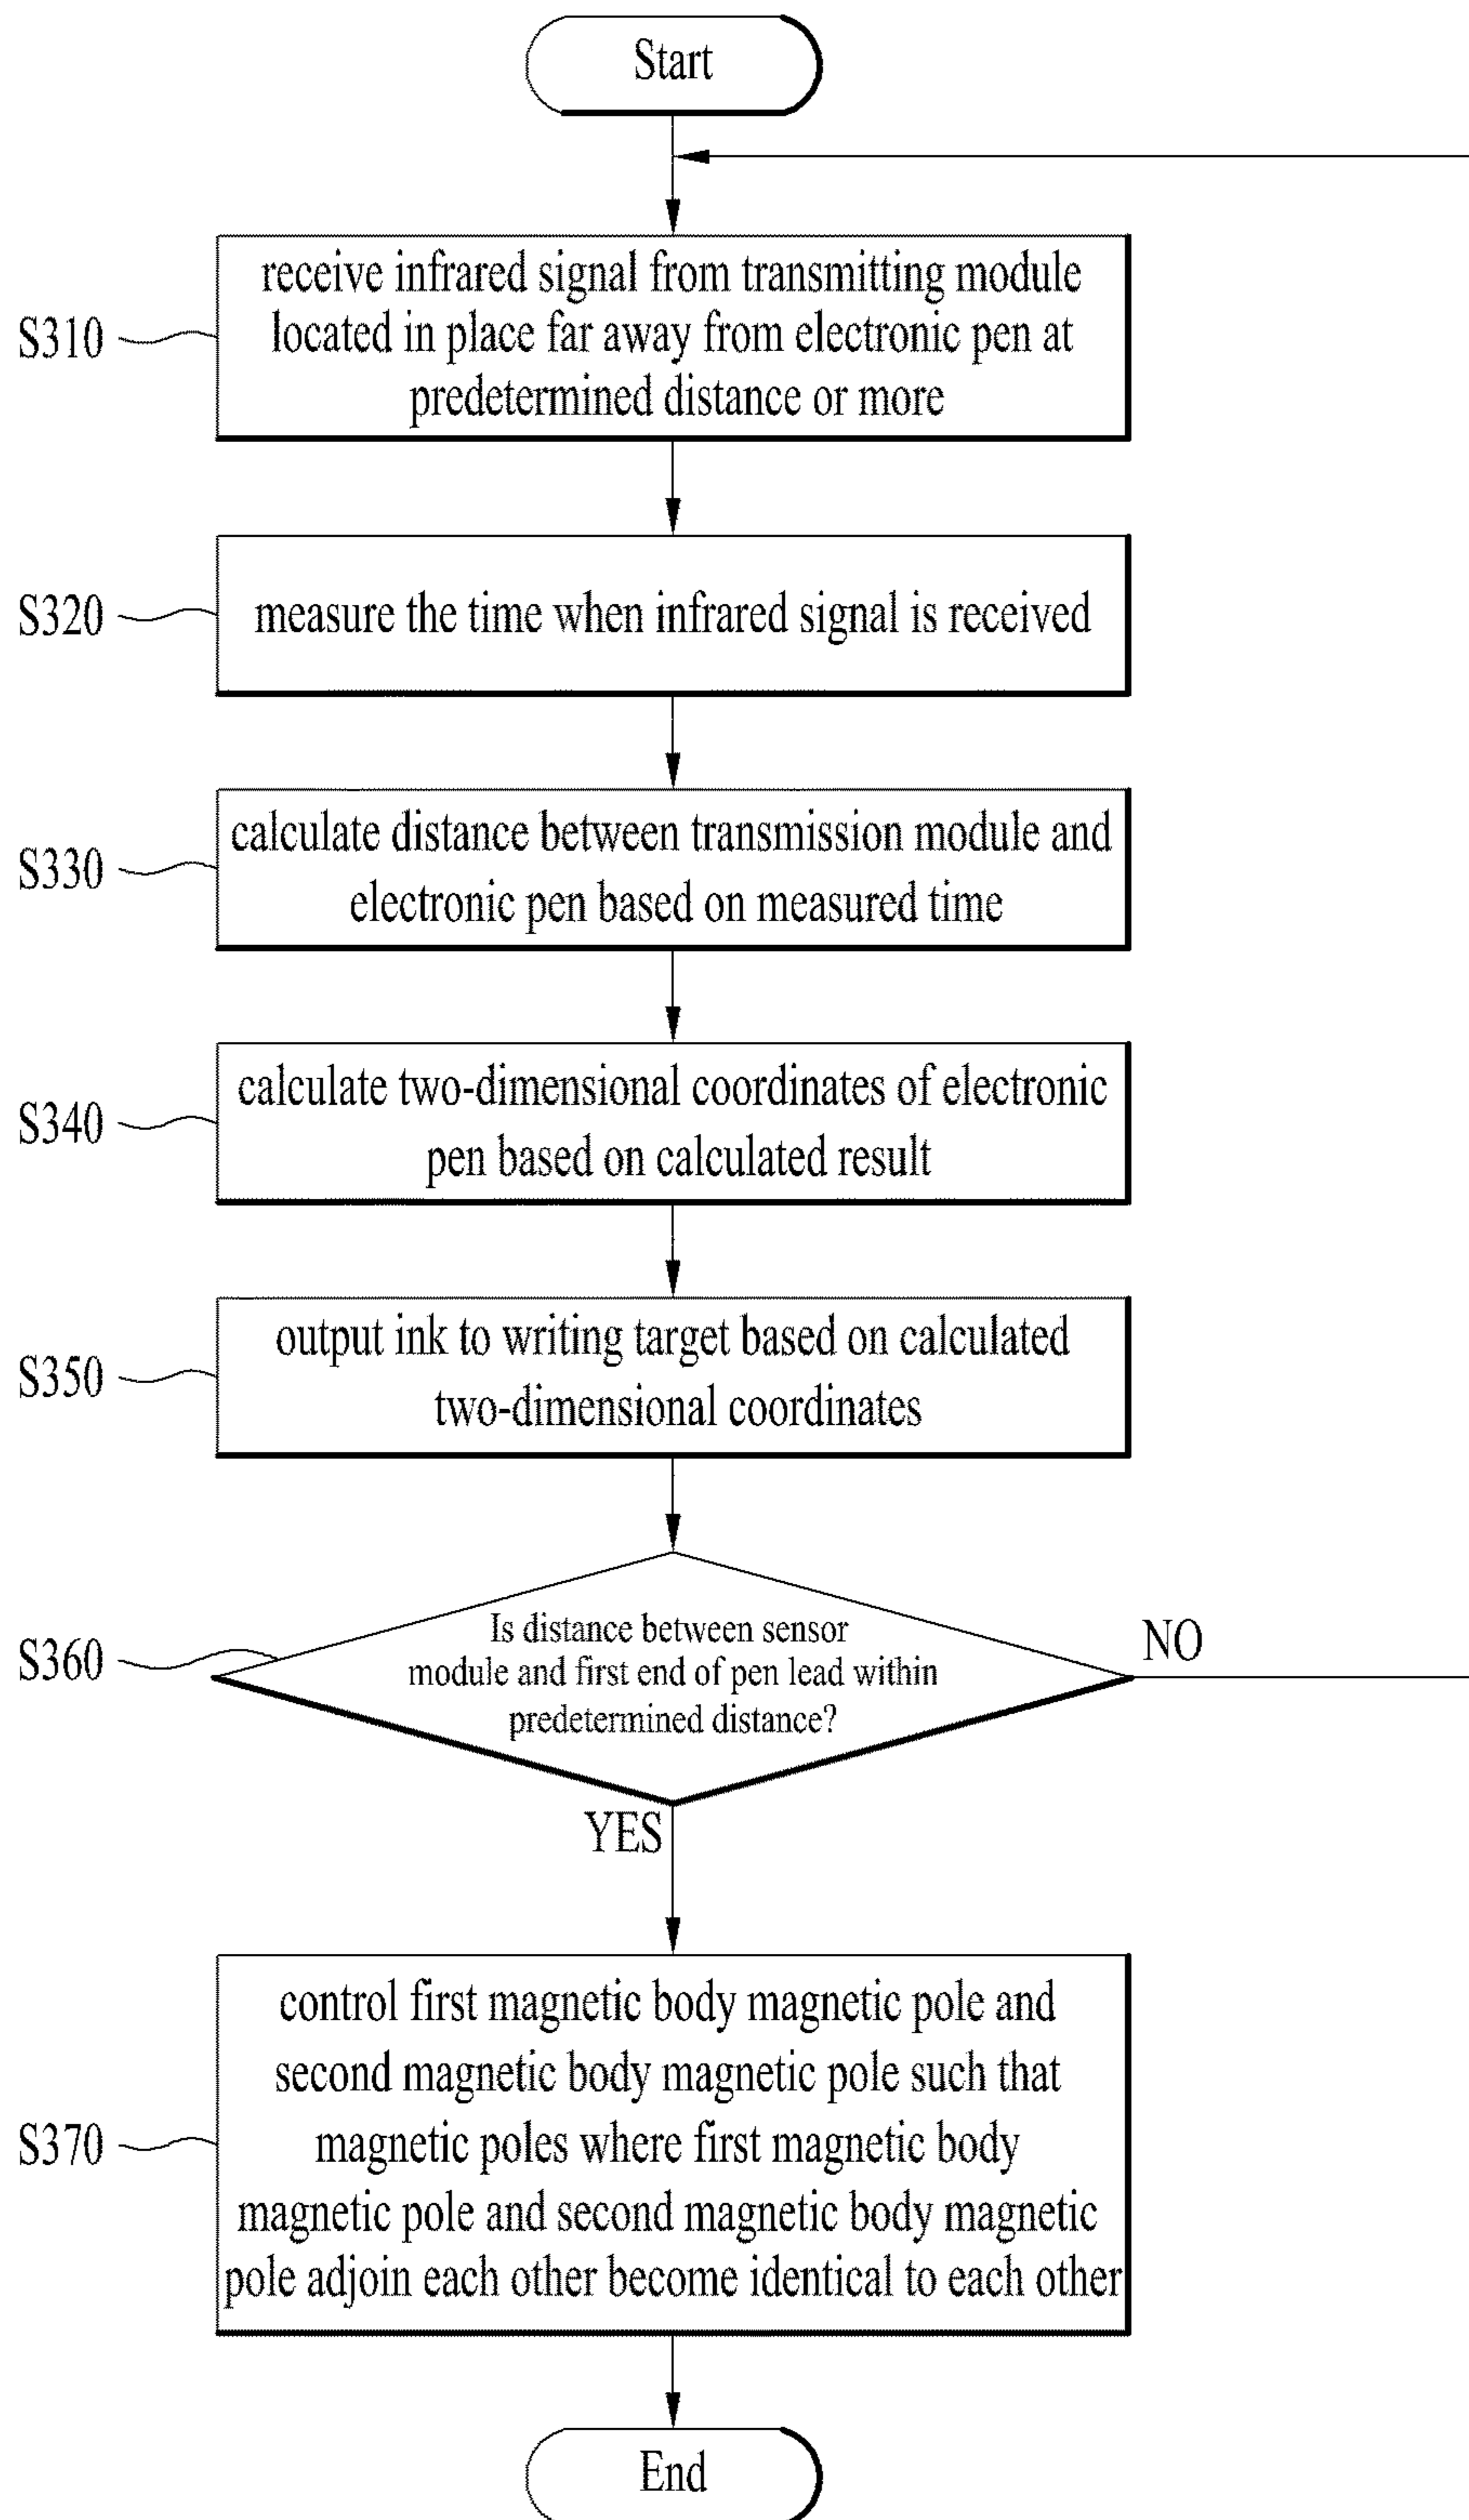 Start
S310
receive infrared signal from transmitting module
located in place far away from electronic pen at
predetermined distance or more
S320
measure the time when infrared signal is received
S330
calculate distance between transmission module and
electronic pen based on measured time
S340
calculate two-dimensional coordinates of electronic
pen based on calculated result
S350
output ink to writing target based on calculated
two-dimensional coordinates
S360
Is distance between sensor
module and first end of pen lead within
predetermined distance?
NO
YES
S370
control first magnetic body magnetic pole and
second magnetic body magnetic pole such that
magnetic poles where first magnetic body
magnetic pole and second magnetic body magnetic
pole adjoin each other become identical to each other
End